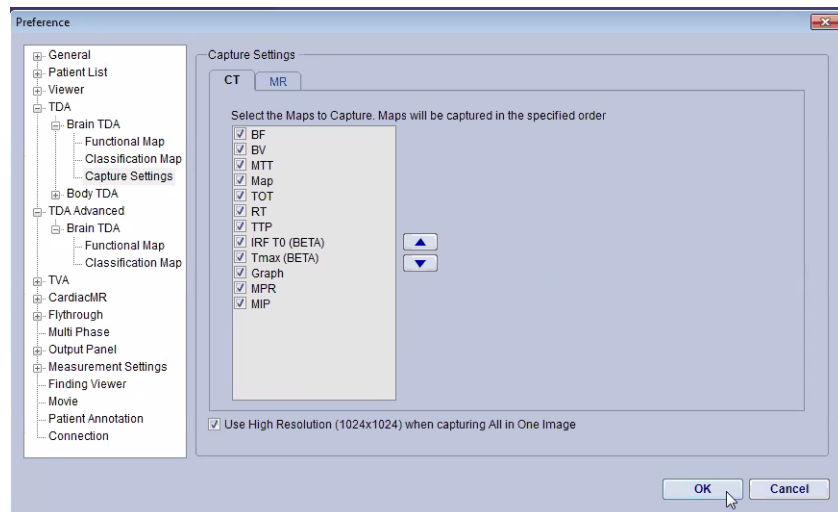 Preference
General
Patient List
Viewer
TDA
Brain TDA
Functional Map
Classification Map
Capture Settings
Body TDA
TDA Advanced
Brain TDA
Functional Map
Classification Map
TVA
CardiacMR
Flythrough
Multi Phase
Output Panel
Measurement Settings
Finding Viewer
Movie
Patient Annotation
Connection
Capture Settings
CT MR
Select the Maps to Capture. Maps will be captured in the specified order
BF
BV
MTT
Map
TOT
RT
TTP
IRF T0 (BETA)
Tmax (BETA)
Graph
MPR
MIP
Use High Resolution (1024x1024) when capturing All in One Image
OK Cancel